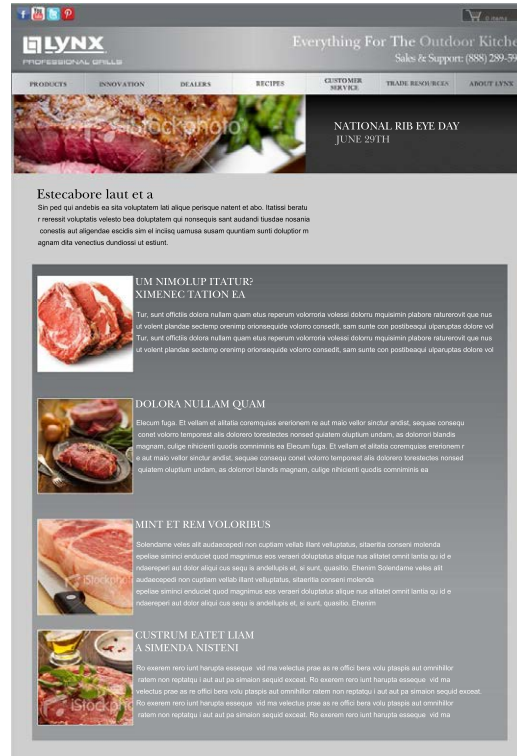 0 items
LYNX
PROFESSIONAL GRILLS
Everything For The Outdoor Kitche
Sales & Support: (888) 289-59
PRODUCTS INNOVATION DEALERS RECIPES CUSTOMER SERVICE TRADE RESOURCES ABOUT LYNX
iStockphoto
NATIONAL RIB EYE DAY
JUNE 29TH
Estecabore laut et a
Sin ped qui andebis ea sita voluptatem lati alique perisque natent et abo. Itatissi beratu
r reressit voluptatis velesto bea doluptatem qui nonsequis sant audandi tiusdae nosania
conestis aut aligendae escidis sim el inciisq uamusa susam quuntiam sunti doluptior m
agnam dita venectius dundiossi ut estiunt.
UM NIMOLUP ITATUR?
XIMENEC TATION EA
Tur, sunt offictiis dolora nullam quam etus reperum volorroria volessi dolorru mquisimin plabore raturerovit que nus
ut volent plandae sectemp orenimp orionsequide volorro consedit, sam sunte con postibeaqui ulparuptas dolore vol
Tur, sunt offictiis dolora nullam quam etus reperum volorroria volessi dolorru mquisimin plabore raturerovit que nus
ut volent plandae sectemp orenimp orionsequide volorro consedit, sam sunte con postibeaqui ulparuptas dolore vol
DOLORA NULLAM QUAM
Elecum fuga. Et vellam et alitatia coremquias ererionem re aut maio vellor sinctur andist, sequae consequ
conet volorro temporest alis dolorero torestectes nonsed quiatem oluptium undam, as dolorrori blandis
magnam, culige nihicienti quodis comniminis ea Elecum fuga. Et vellam et alitatia coremquias ererionem r
e aut maio vellor sinctur andist, sequae consequ conet volorro temporest alis dolorero torestectes nonsed
quiatem oluptium undam, as dolorrori blandis magnam, culige nihicienti quodis comniminis ea
MINT ET REM VOLORIBUS
Solendame veles alit audaecepedi non cuptiam vellab illant velluptatus, sitaentia conseni molenda
epeliae siminci enduciet quod magnimus eos veraeri doluptatus alique nus alitatet omnit lantia qu id e
ndaereperi aut dolor aliqui cus sequ is andellupis et, si sunt, quasitio. Ehenim Solendame veles alit
audaecepedi non cuptiam vellab illant velluptatus, sitaentia conseni molenda
epeliae siminci enduciet quod magnimus eos veraeri doluptatus alique nus alitatet omnit lantia qu id e
ndaereperi aut dolor aliqui cus sequ is andellupis et, si sunt, quasitio. Ehenim
iStockpho
CUSTRUM EATET LIAM
A SIMENDA NISTENI
Ro exerem rero iunt harupta esseque vid ma velectus prae as re offici bera volu ptaspis aut omnihillor
ratem non reptatqu i aut aut pa simaion sequid exceat. Ro exerem rero iunt harupta esseque vid ma
velectus prae as re offici bera volu ptaspis aut omnihillor ratem non reptatqu i aut aut pa simaion sequid exceat.
Ro exerem rero iunt harupta esseque vid ma velectus prae as re offici bera volu ptaspis aut omnihillor
ratem non reptatqu i aut aut pa simaion sequid exceat. Ro exerem rero iunt harupta esseque vid ma
iStockph